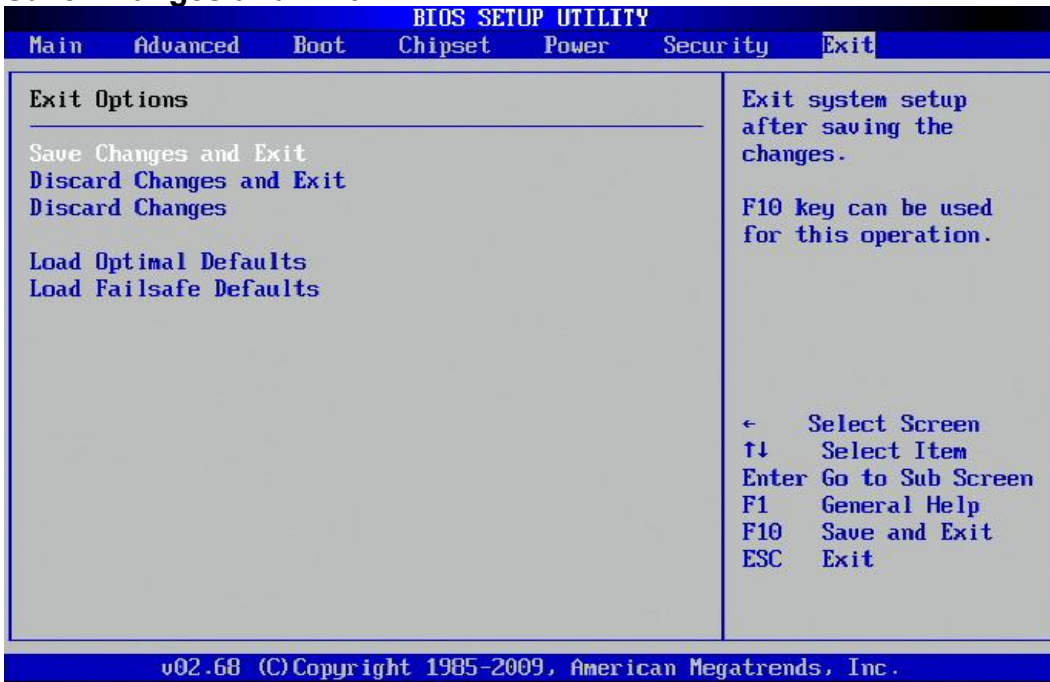 BIOS SETUP UTILITY
Main Advanced Boot Chipset Power Security Exit
Exit Options
Save Changes and Exit
Discard Changes and Exit
Discard Changes
Load Optimal Defaults
Load Failsafe Defaults
Exit system setup
after saving the
changes.
F10 key can be used
for this operation.
← Select Screen
↑↓ Select Item
Enter Go to Sub Screen
F1 General Help
F10 Save and Exit
ESC Exit
v02.68 (C)Copyright 1985-2009, American Megatrends, Inc.